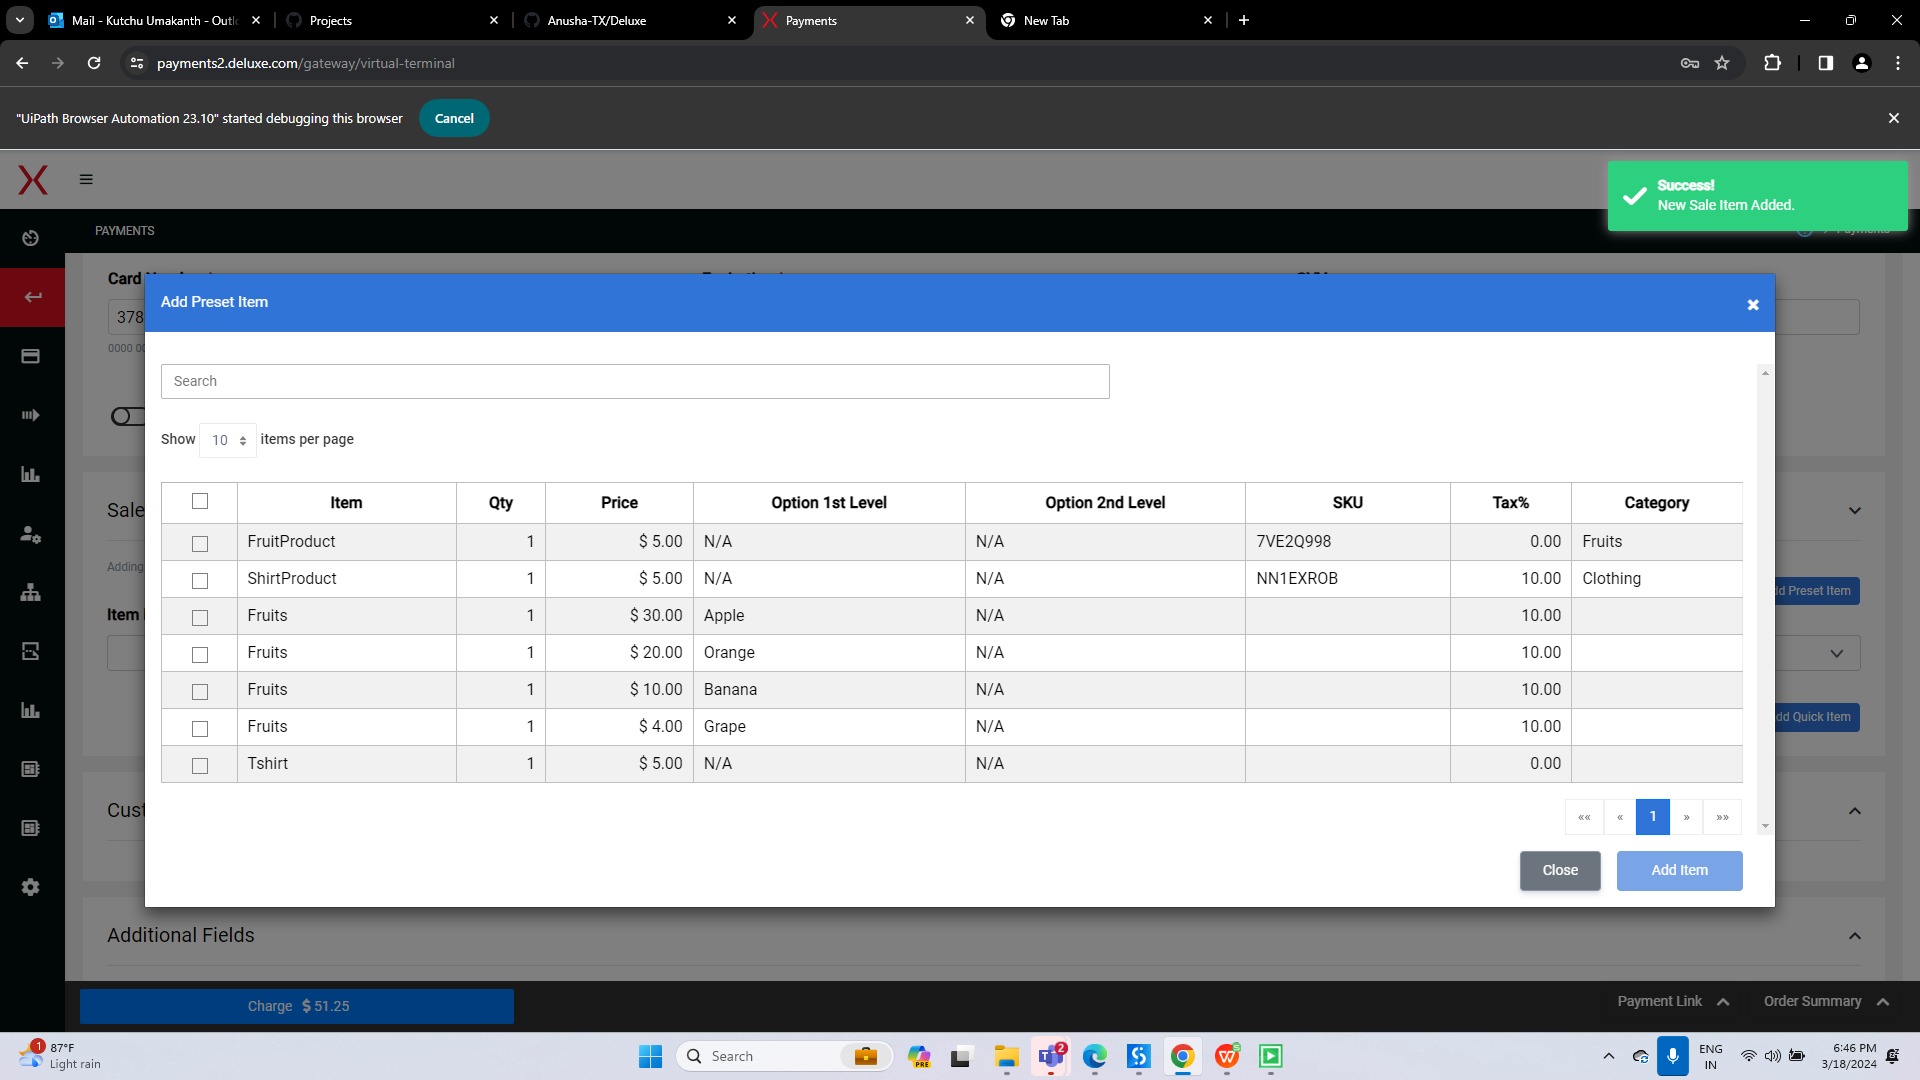 Mail - Kutchu Umakanth - Outlo
Projects
Anusha-TX/Deluxe
Payments
New Tab
payments2.deluxe.com/gateway/virtual-terminal
"UiPath Browser Automation 23.10" started debugging this browser
Cancel
Success!
New Sale Item Added.
PAYMENTS
Card
378
0000 00
Add Preset Item
Search
Show 10 items per page
Item Qty Price Option 1st Level Option 2nd Level SKU Tax% Category
FruitProduct 1 $ 5.00 N/A N/A 7VE2Q998 0.00 Fruits
ShirtProduct 1 $ 5.00 N/A N/A NN1EXROB 10.00 Clothing
Fruits 1 $ 30.00 Apple N/A 10.00
Fruits 1 $ 20.00 Orange N/A 10.00
Fruits 1 $ 10.00 Banana N/A 10.00
Fruits 1 $ 4.00 Grape N/A 10.00
Tshirt 1 $ 5.00 N/A N/A 0.00
«« « 1 » »»
Close
Add Item
Sale
Adding
d Preset Item
Item
dd Quick Item
Cust
Additional Fields
Charge $ 51.25
Payment Link
Order Summary
1
87°F
Light rain
Search
PRE
2
ENG
IN
6:46 PM
3/18/2024